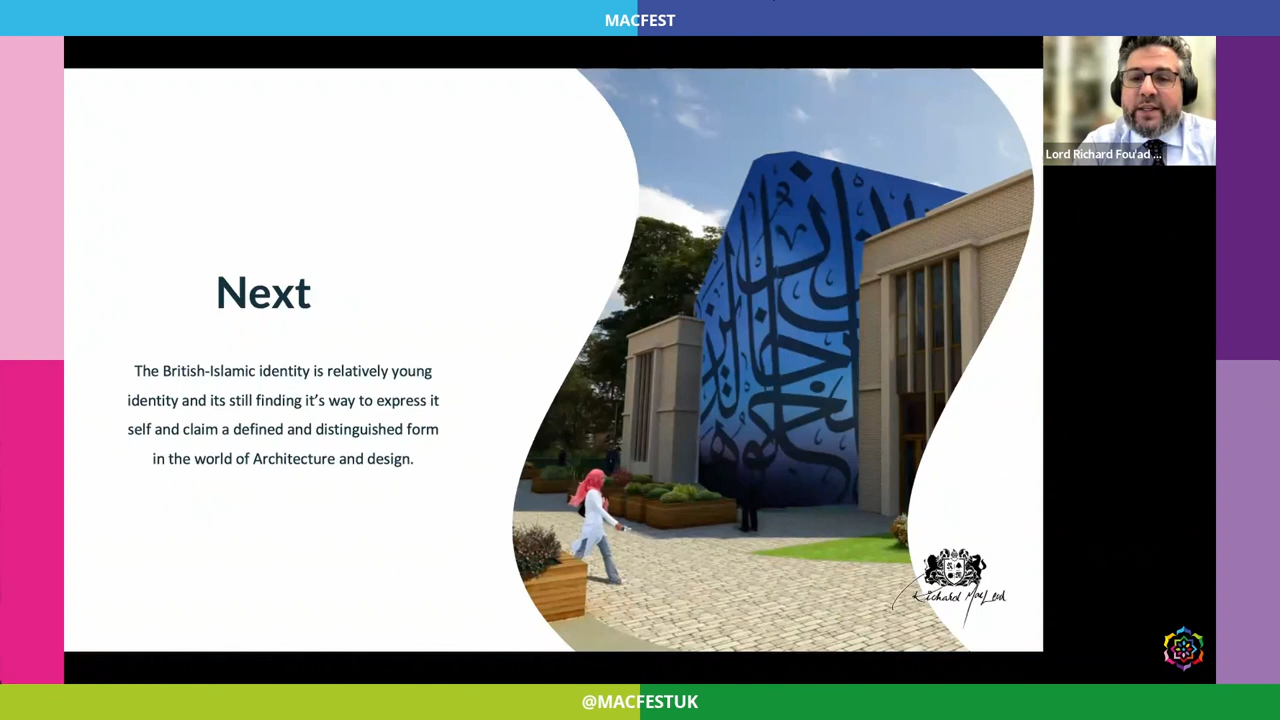 MACFEST
Lord Richard Fou'ad ...
Next
The British-Islamic identity is relatively young
identity and its still finding it's way to express it
self and claim a defined and distinguished form
in the world of Architecture and design.
Richard MacLeod
@MACFESTUK